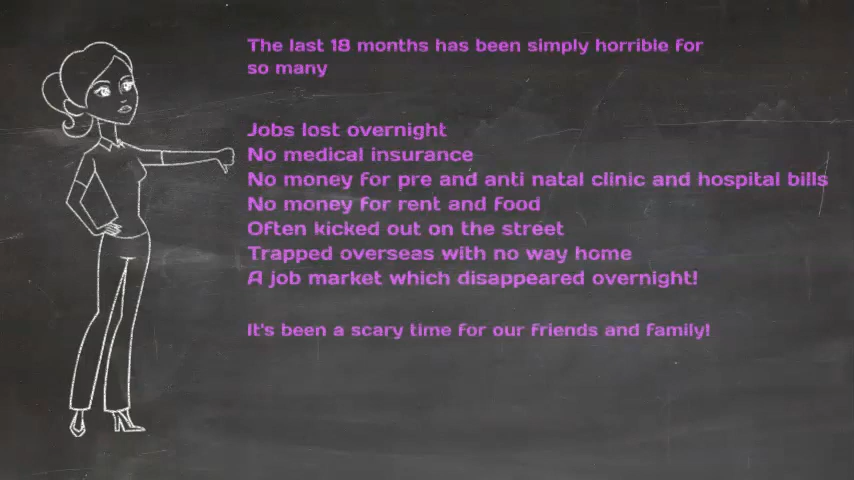 The last 18 months has been simply horrible for
so many
Jobs lost overnight
No medical insurance
No money for pre and anti natal clinic and hospital bills
No money for rent and food
Often kicked out on the street
Trapped overseas with no way home
A job market which disappeared overnight!
It's been a scary time for our friends and family!